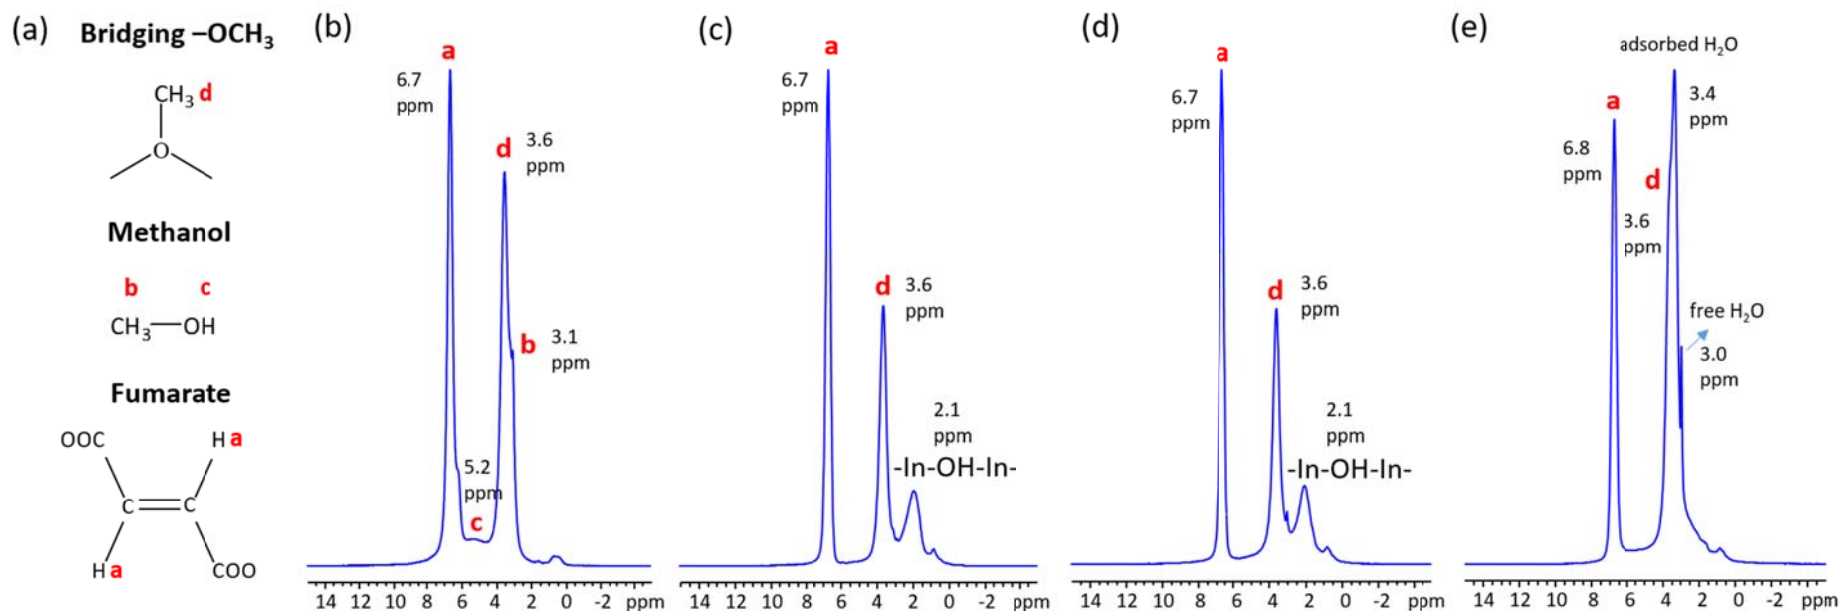 (a)
Bridging –OCH3
CH3 d
O
Methanol
b c
CH3 OH
Fumarate
OOC H a
C C
H a COO
(b)
a
6.7
ppm
d
3.6
ppm
b
3.1
ppm
5.2
ppm
c
14 12 10 8 6 4 2 0 -2 ppm
(c)
a
6.7
ppm
d
3.6
ppm
2.1
ppm
-In-OH-In-
14 12 10 8 6 4 2 0 -2 ppm
(d)
a
6.7
ppm
d
3.6
ppm
2.1
ppm
-In-OH-In-
14 12 10 8 6 4 2 0 -2 ppm
(e)
adsorbed H2O
a
3.4
ppm
6.8
ppm
d
3.6
ppm
free H2O
3.0
ppm
14 12 10 8 6 4 2 0 -2 ppm